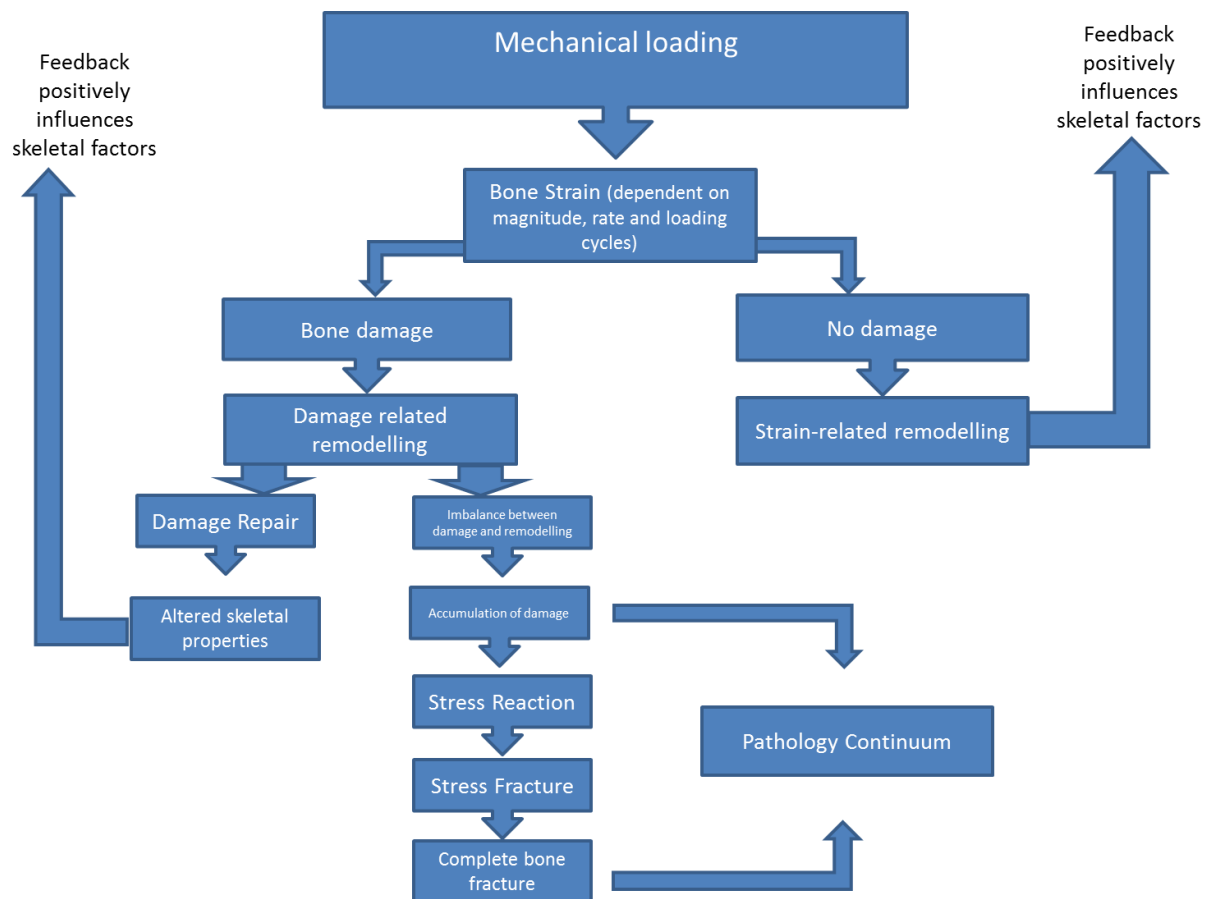 Mechanical loading
Feedback
positively
influences
skeletal factors
Feedback
positively
influences
skeletal factors
Bone Strain (dependent on
magnitude, rate and loading
cycles)
Bone damage
No damage
Damage related
remodelling
Strain-related remodelling
Damage Repair
Imbalance between
damage and remodelling
Altered skeletal
properties
Accumulation of damage
Stress Reaction
Pathology Continuum
Stress Fracture
Complete bone
fracture